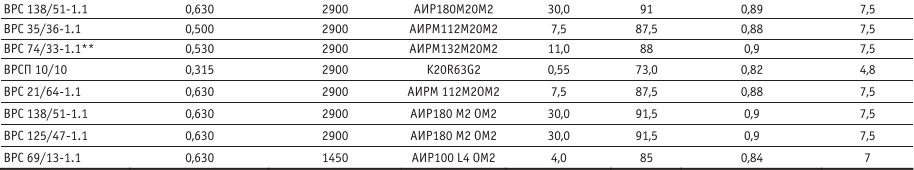 ВРС 138/51-1.1 0,630 2900 АИР180М2ОМ2 30,0 91 0,89 7,5
ВРС 35/36-1.1 0,500 2900 АИРМ112М2ОМ2 7,5 87,5 0,88 7,5
ВРС 74/33-1.1** 0,530 2900 АИРМ132М2ОМ2 11,0 88 0,9 7,5
ВРСП 10/10 0,315 2900 K20R63G2 0,55 73,0 0,82 4,8
ВРС 21/64-1.1 0,630 2900 АИРМ 112М2ОМ2 7,5 87,5 0,88 7,5
ВРС 138/51-1.1 0,630 2900 АИР180 М2 ОМ2 30,0 91,5 0,9 7,5
ВРС 125/47-1.1 0,630 2900 АИР180 М2 ОМ2 30,0 91,5 0,9 7,5
ВРС 69/13-1.1 0,630 1450 АИР100 L4 ОМ2 4,0 85 0,84 7